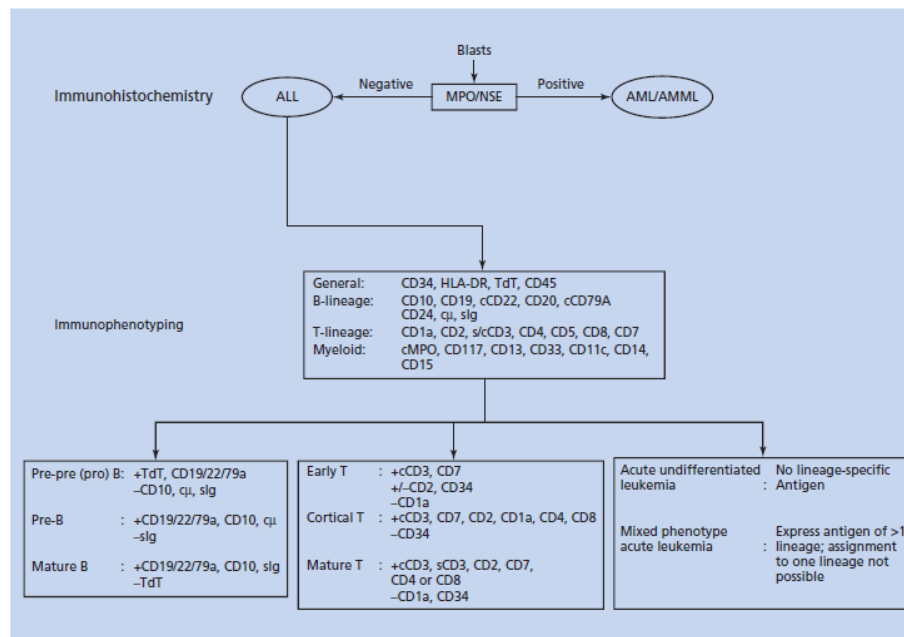 Blasts
Immunohistochemistry
ALL
Negative
MPO/NSE
Positive
AML/AMML
Immunophenotyping
General: CD34, HLA-DR, TdT, CD45
B-lineage: CD10, CD19, cCD22, CD20, cCD79A
CD24, cμ, sIg
T-lineage: CD1a, CD2, s/cCD3, CD4, CD5, CD8, CD7
Myeloid: cMPO, CD117, CD13, CD33, CD11c, CD14,
CD15
Pre-pre (pro) B: +TdT, CD19/22/79a
–CD10, cμ, sIg
Pre-B : +CD19/22/79a, CD10, cμ
–sIg
Mature B : +CD19/22/79a, CD10, sIg
–TdT
Early T : +cCD3, CD7
+/–CD2, CD34
–CD1a
Cortical T : +cCD3, CD7, CD2, CD1a, CD4, CD8
–CD34
Mature T : +cCD3, sCD3, CD2, CD7,
CD4 or CD8
–CD1a, CD34
Acute undifferentiated No lineage-specific
leukemia : Antigen
Mixed phenotype Express antigen of >1
acute leukemia : lineage; assignment
to one lineage not
possible